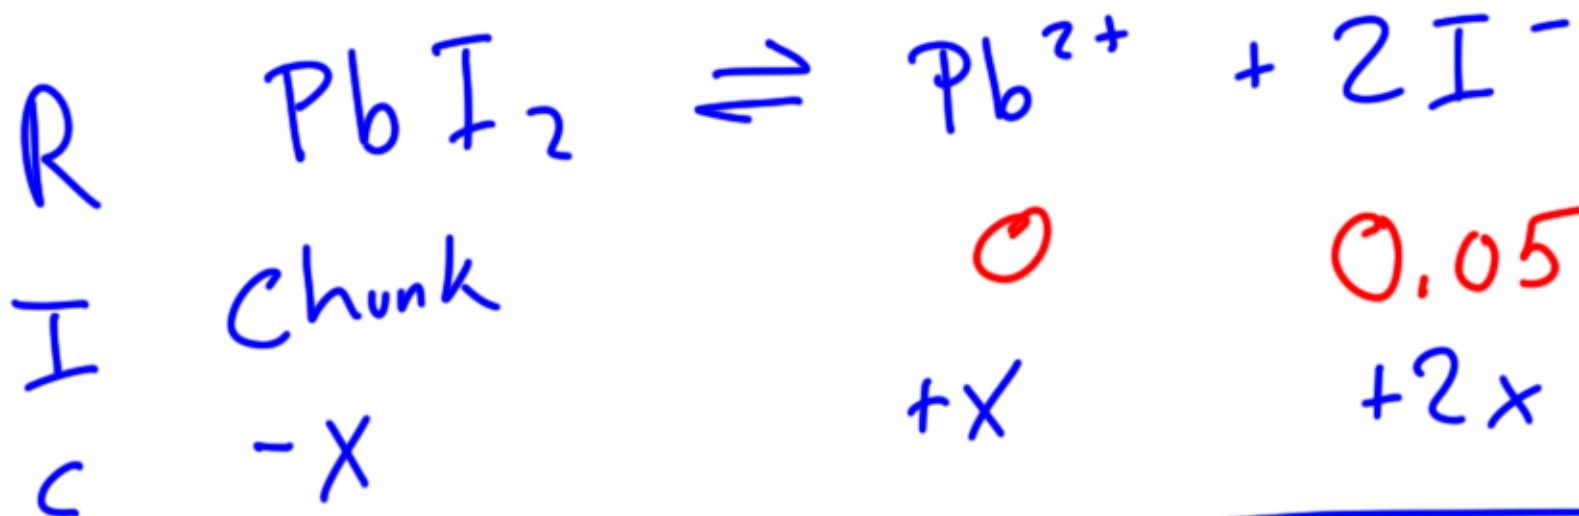 R PbI₂ ⇌ Pb²⁺ + 2I⁻
I Chunk 0 0.05
C -x +x +2x